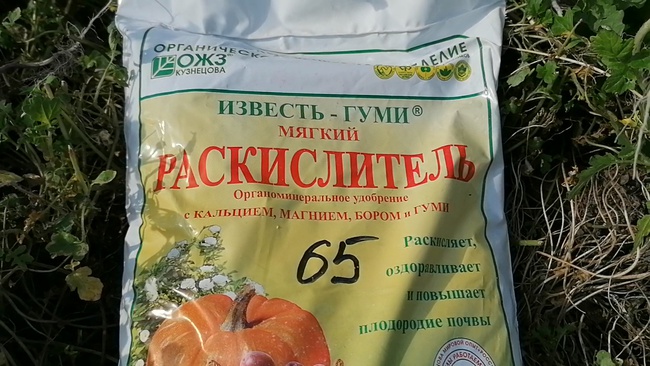 ОРГАНИЧЕСК
ОЖЗ
КУЗНЕЦОВА
ИЗВЕСТЬ - ГУМИ®
МЯГКИЙ
РАСКИСЛИТЕЛЬ
Органоминеральное удобрение
с КАЛЬЦИЕМ, МАГНИЕМ, БОРОМ и ГУМИ
65
Раскисляет,
оздоравливает
и повышает
плодородие почвы